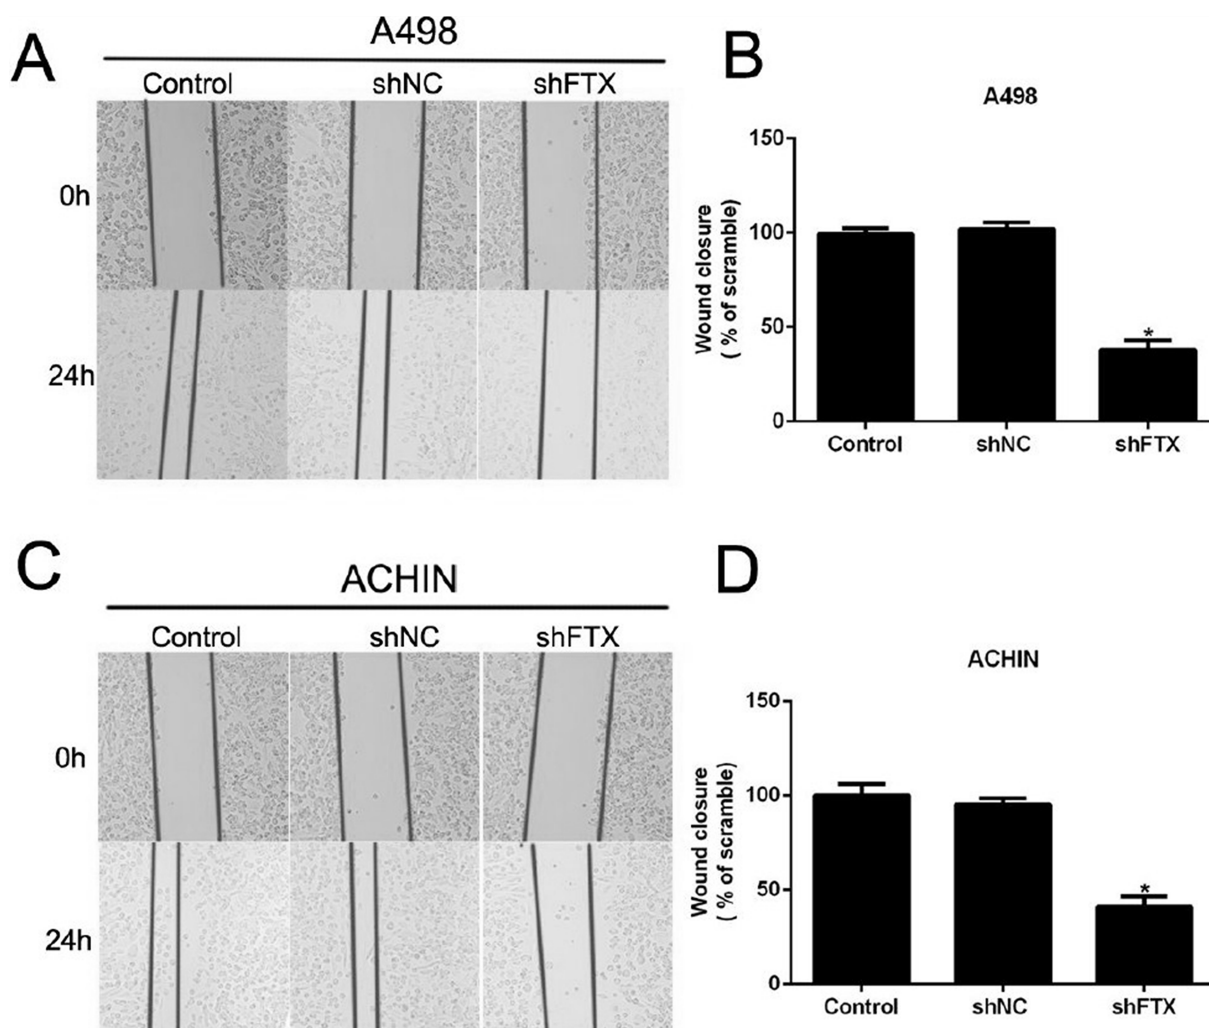 A
A498
Control shNC shFTX
0h
24h
B
A498
Wound closure
( % of scramble)
150
100
50
0
*
Control shNC shFTX
C
ACHIN
Control shNC shFTX
0h
24h
D
ACHIN
Wound closure
( % of scramble)
150
100
50
0
*
Control shNC shFTX